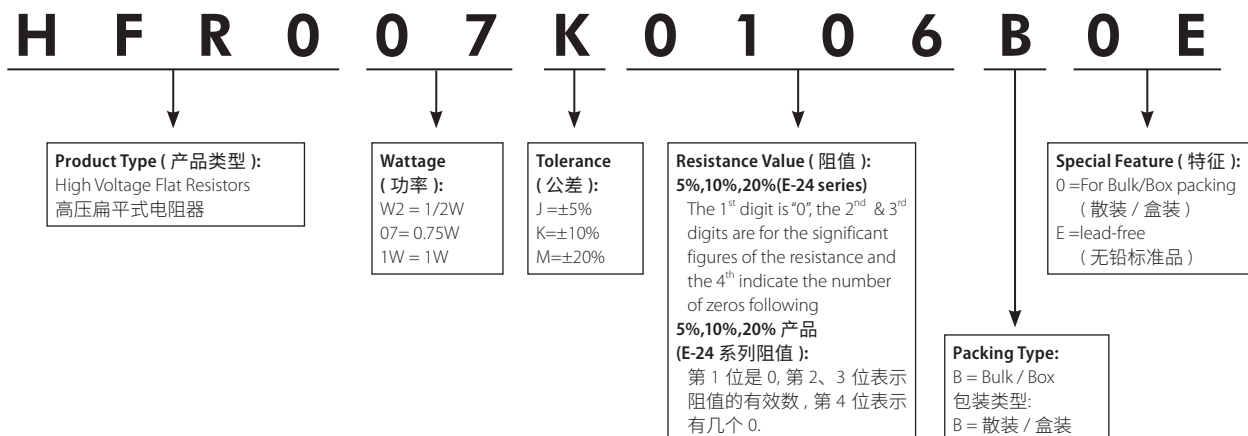 H F R 0 0 7 K 0 1 0 6 B 0 E
Product Type ( 产品类型 ):
High Voltage Flat Resistors
高压扁平式电阻器
Wattage
( 功率 ):
W2 = 1/2W
07= 0.75W
1W = 1W
Tolerance
( 公差 ):
J =±5%
K=±10%
M=±20%
Resistance Value ( 阻值 ):
5%,10%,20%(E-24 series)
The 1st digit is "0", the 2nd & 3rd
digits are for the significant
figures of the resistance and
the 4th indicate the number
of zeros following
5%,10%,20% 产品
(E-24 系列阻值 ):
第 1 位是 0, 第 2、3 位表示
阻值的有效数 , 第 4 位表示
有几个 0.
Packing Type:
B = Bulk / Box
包装类型:
B = 散装 / 盒装
Special Feature ( 特征 ):
0 =For Bulk/Box packing
( 散装 / 盒装 )
E =lead-free
( 无铅标准品 )